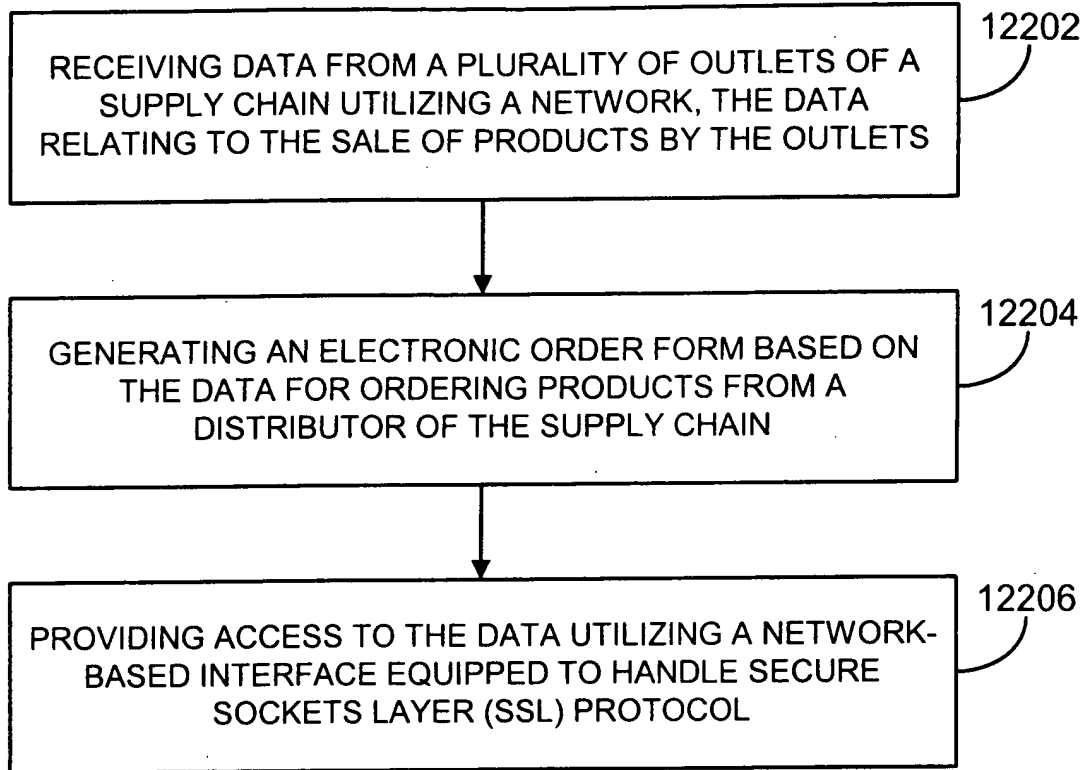 12202
RECEIVING DATA FROM A PLURALITY OF OUTLETS OF A
SUPPLY CHAIN UTILIZING A NETWORK, THE DATA
RELATING TO THE SALE OF PRODUCTS BY THE OUTLETS
12204
GENERATING AN ELECTRONIC ORDER FORM BASED ON
THE DATA FOR ORDERING PRODUCTS FROM A
DISTRIBUTOR OF THE SUPPLY CHAIN
12206
PROVIDING ACCESS TO THE DATA UTILIZING A NETWORK-
BASED INTERFACE EQUIPPED TO HANDLE SECURE
SOCKETS LAYER (SSL) PROTOCOL